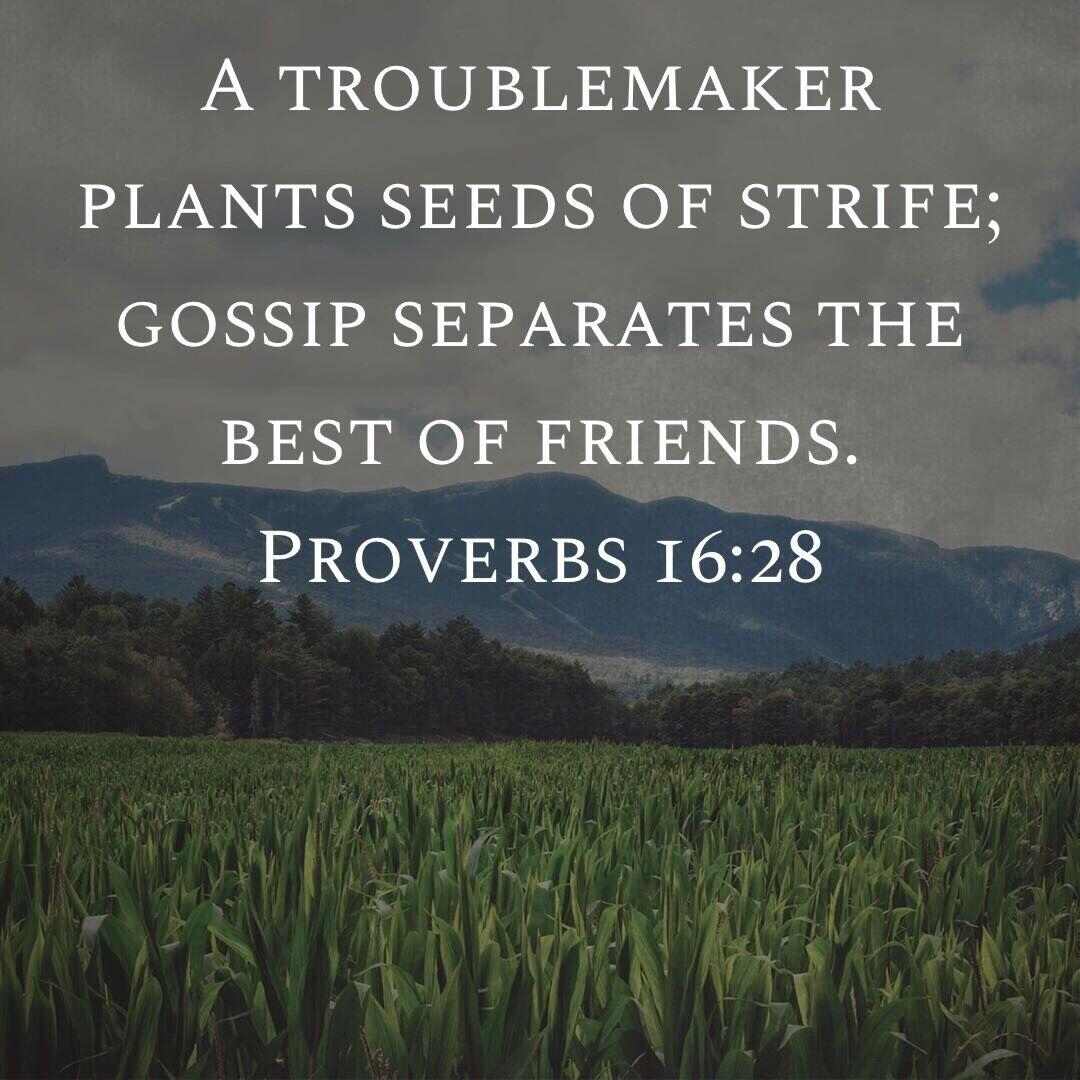 A troublemaker
plants seeds of strife;
gossip separates the
best of friends.
Proverbs 16:28